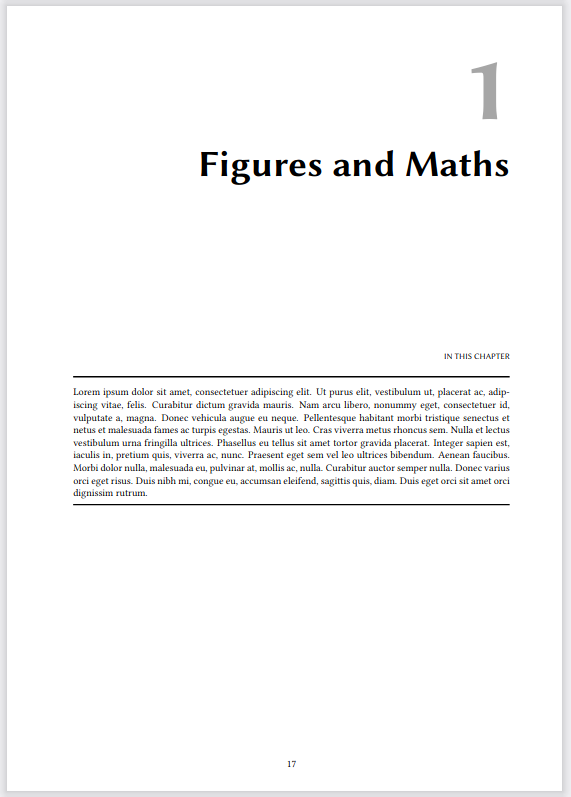 1
Figures and Maths
IN THIS CHAPTER
Lorem ipsum dolor sit amet, consectetuer adipiscing elit. Ut purus elit, vestibulum ut, placerat ac, adip-
iscing vitae, felis. Curabitur dictum gravida mauris. Nam arcu libero, nonummy eget, consectetuer id,
vulputate a, magna. Donec vehicula augue eu neque. Pellentesque habitant morbi tristique senectus et
netus et malesuada fames ac turpis egestas. Mauris ut leo. Cras viverra metus rhoncus sem. Nulla et lectus
vestibulum urna fringilla ultrices. Phasellus eu tellus sit amet tortor gravida placerat. Integer sapien est,
iaculis in, pretium quis, viverra ac, nunc. Praesent eget sem vel leo ultrices bibendum. Aenean faucibus.
Morbi dolor nulla, malesuada eu, pulvinar at, mollis ac, nulla. Curabitur auctor semper nulla. Donec varius
orci eget risus. Duis nibh mi, congue eu, accumsan eleifend, sagittis quis, diam. Duis eget orci sit amet orci
dignissim rutrum.
17